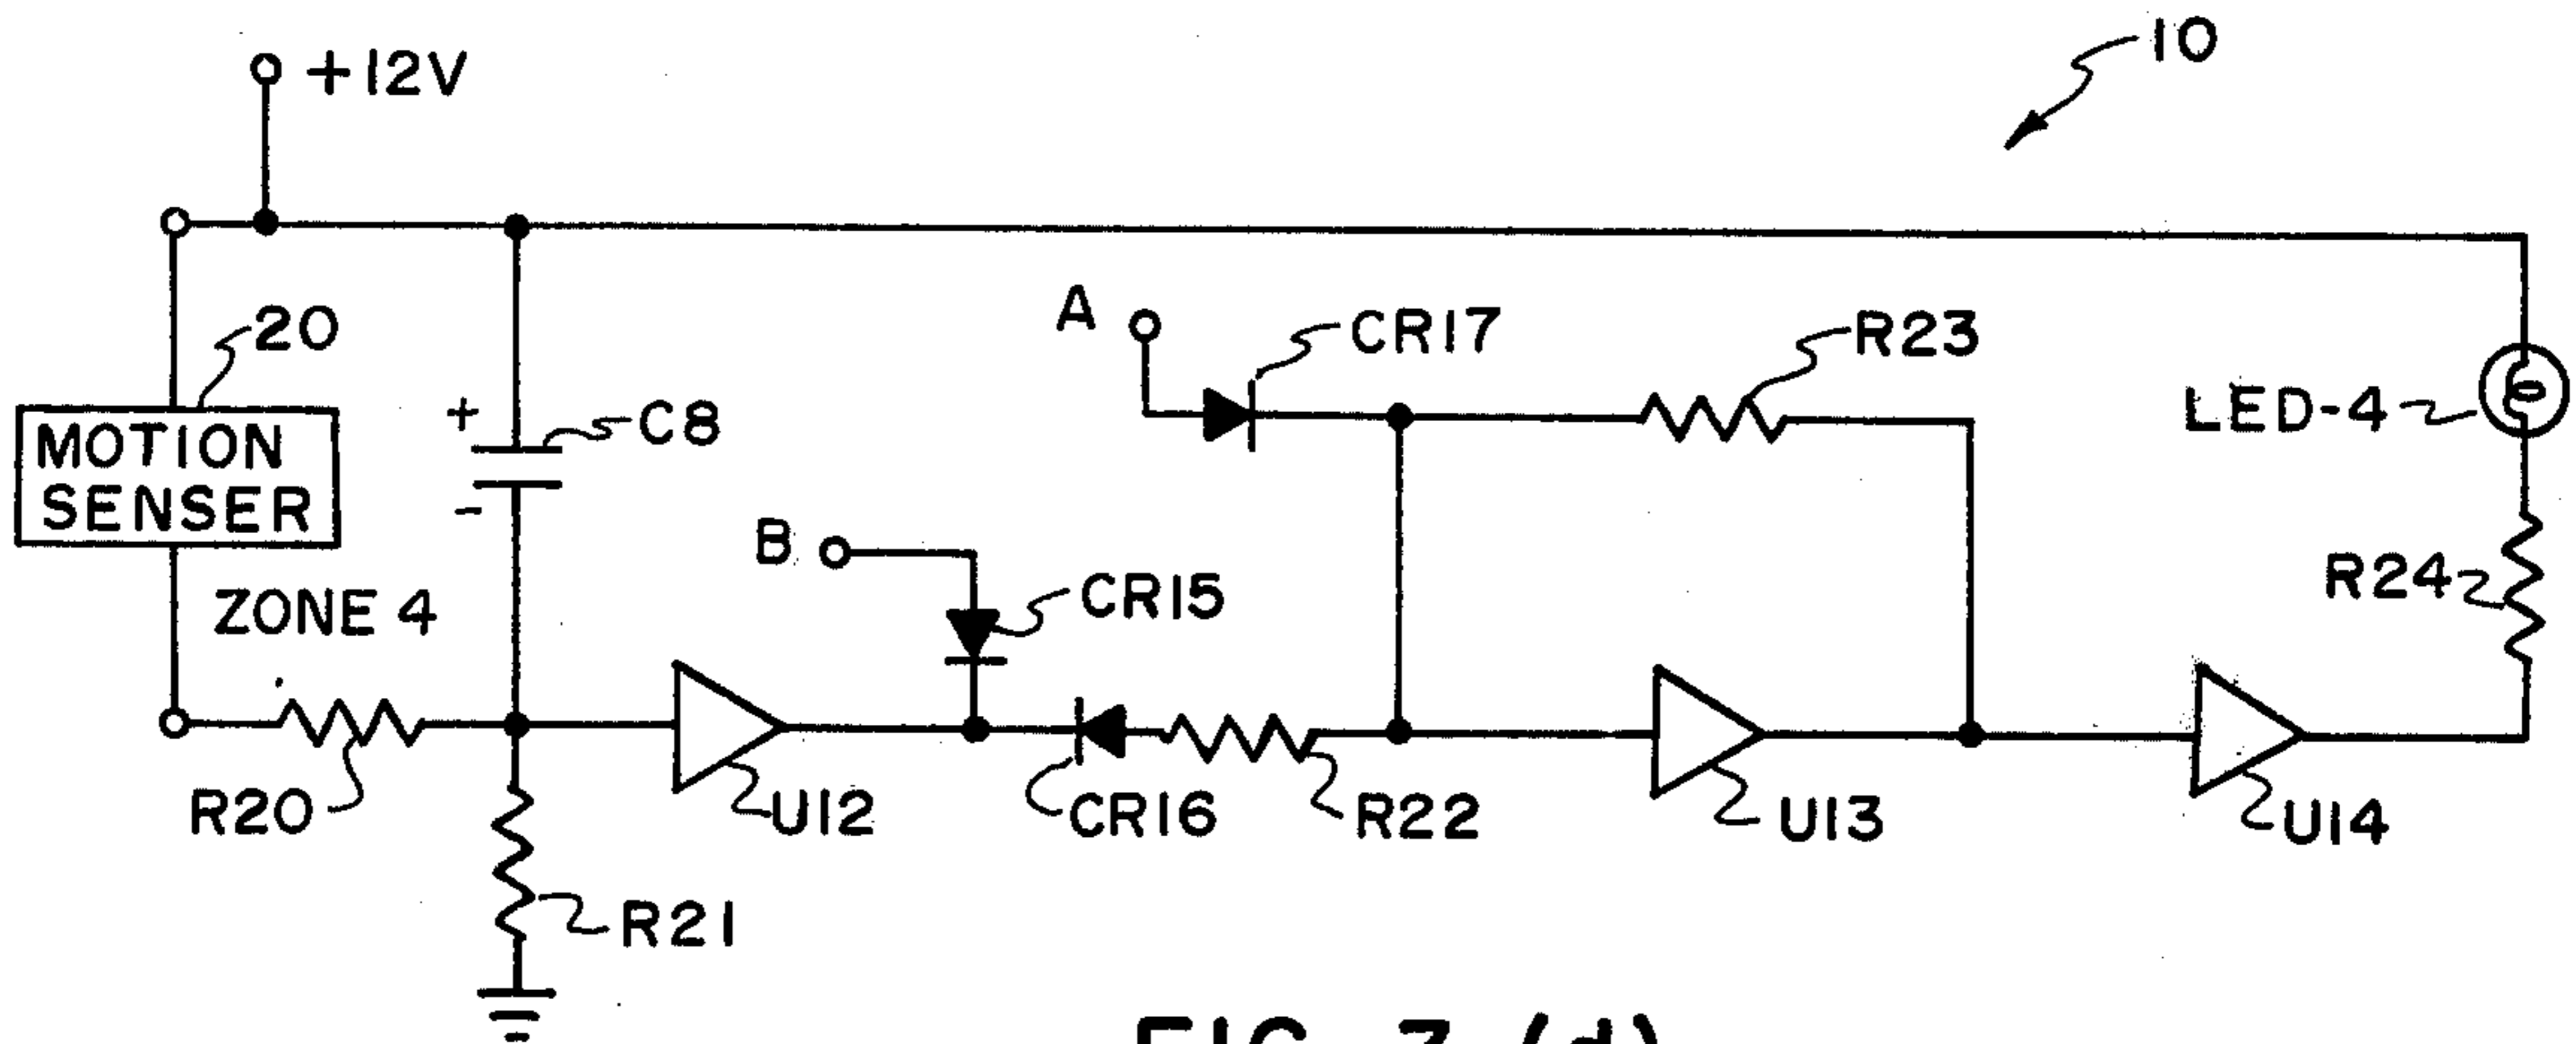 10
+12V
20
MOTION
SENSER
C8
A
CR17
R23
LED-4
B
CR15
R24
ZONE 4
R20
U12
CR16
R22
U13
U14
R21
+
-